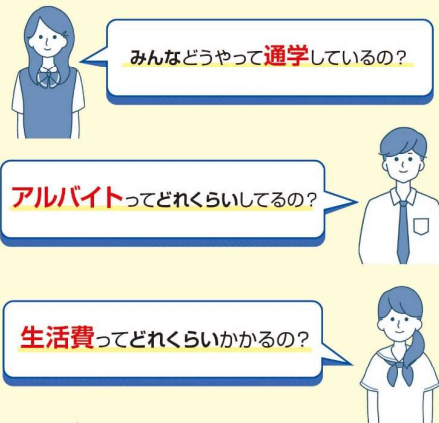 みんなどうやって通学しているの？
アルバイトってどれくらいしてるの？
生活費ってどれくらいかかるの？